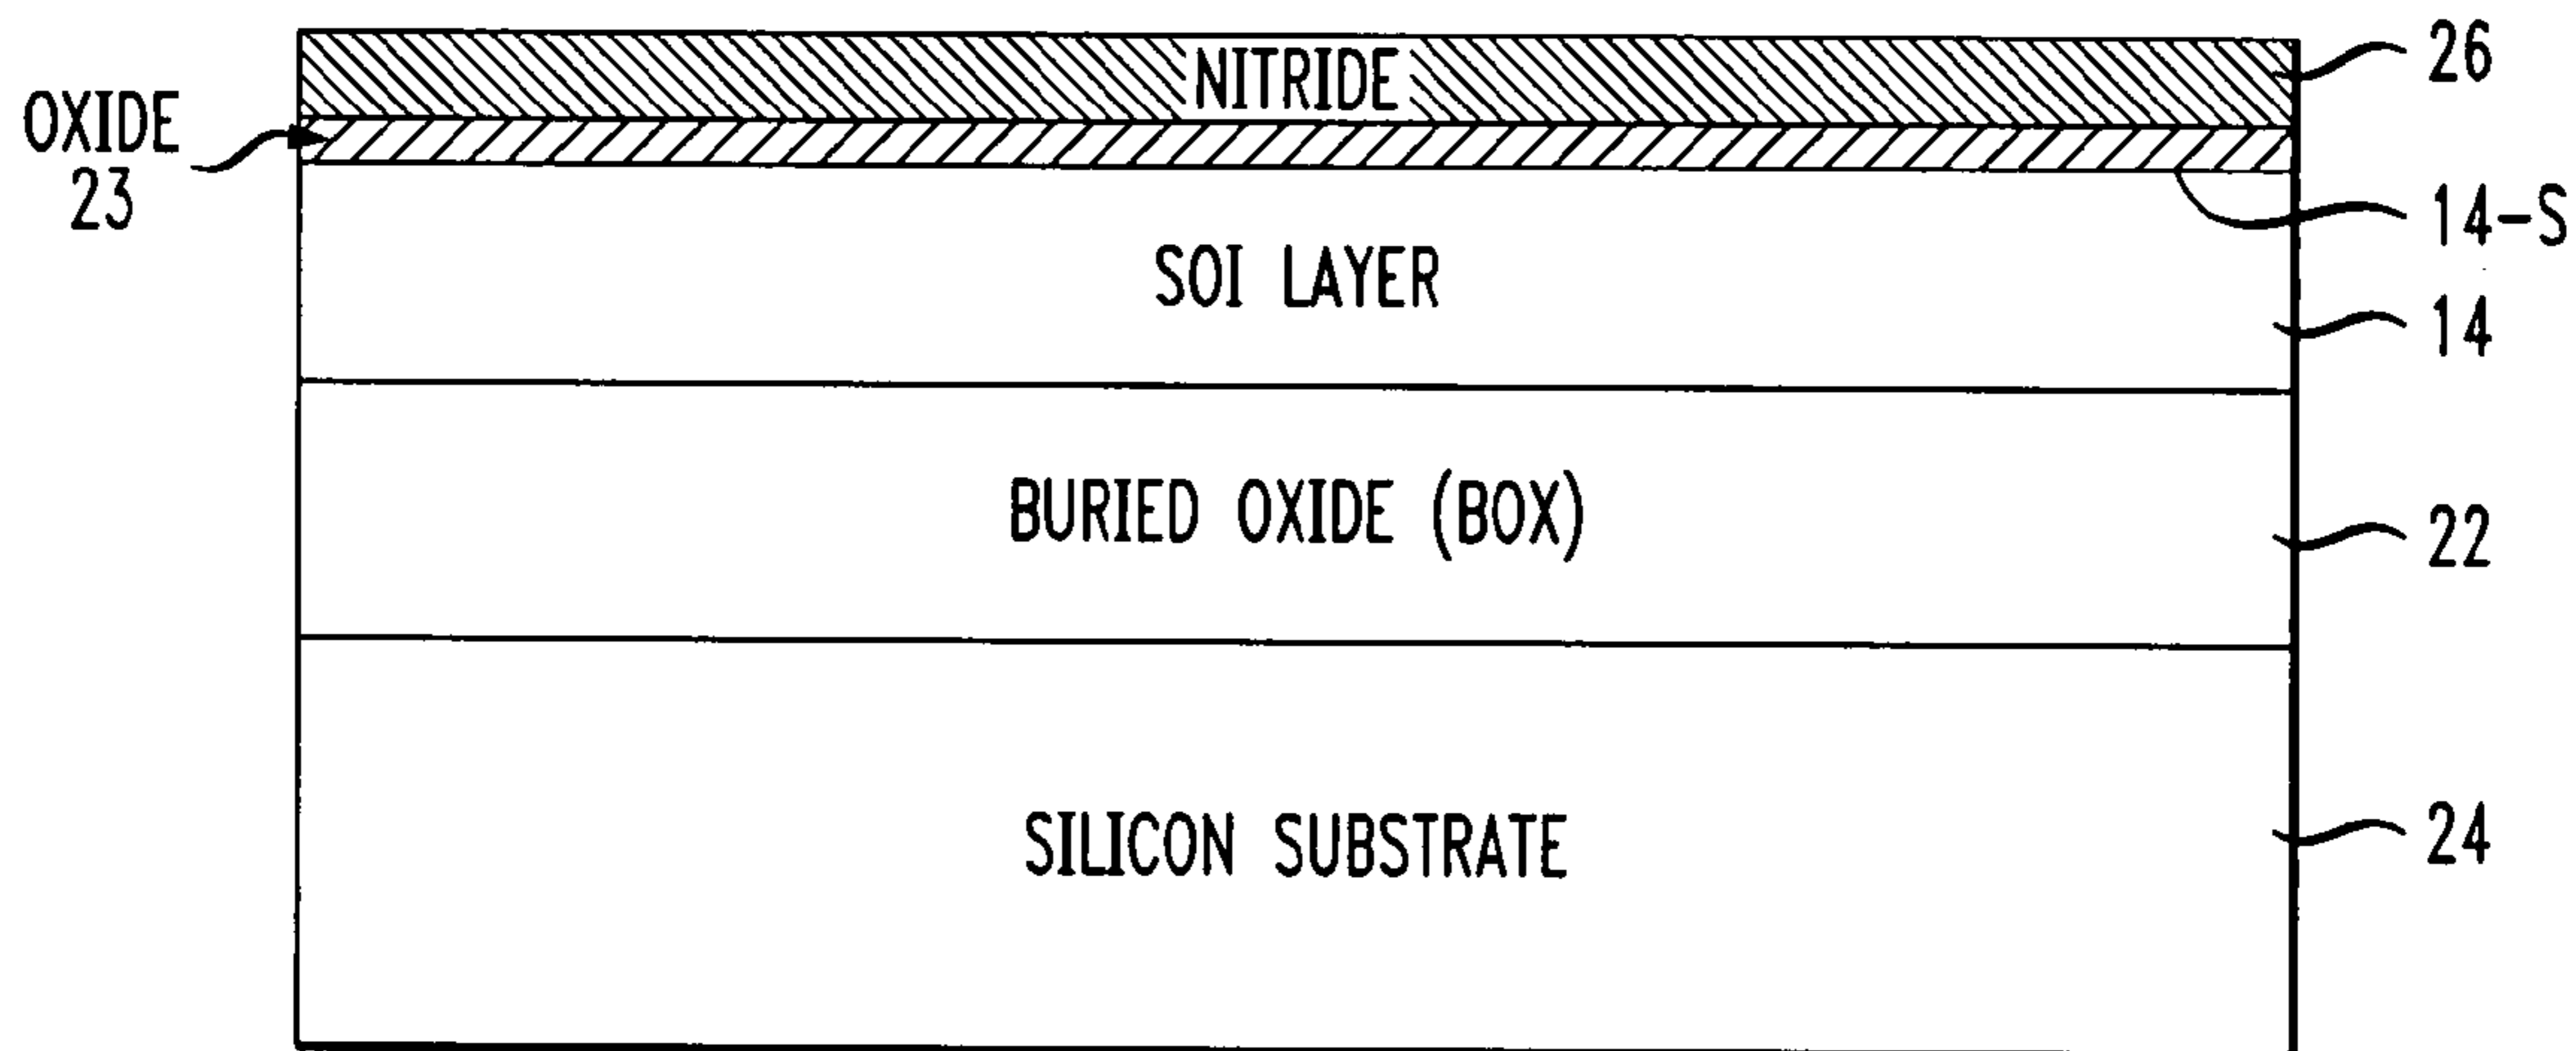 NITRIDE
26
OXIDE
23
14-S
SOI LAYER
14
BURIED OXIDE (BOX)
22
SILICON SUBSTRATE
24